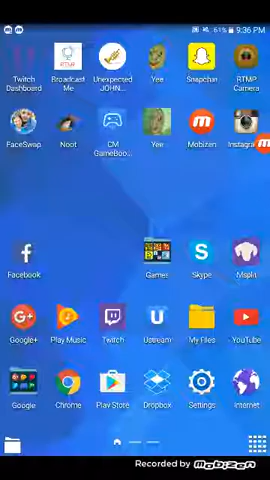 61% 9:36 PM
Twitch Broadcast Unexpected Yee Snapchat RTMP
Dashboard Me JOHN... Camera
RTMP
FaceSwap Noot CM Yee Mobizen Instagra
GameBoo...
Facebook Games Skype Msplit
Google+ Play Music Twitch Ustream My Files YouTube
Google Chrome Play Store Dropbox Settings Internet
Recorded by mobizen